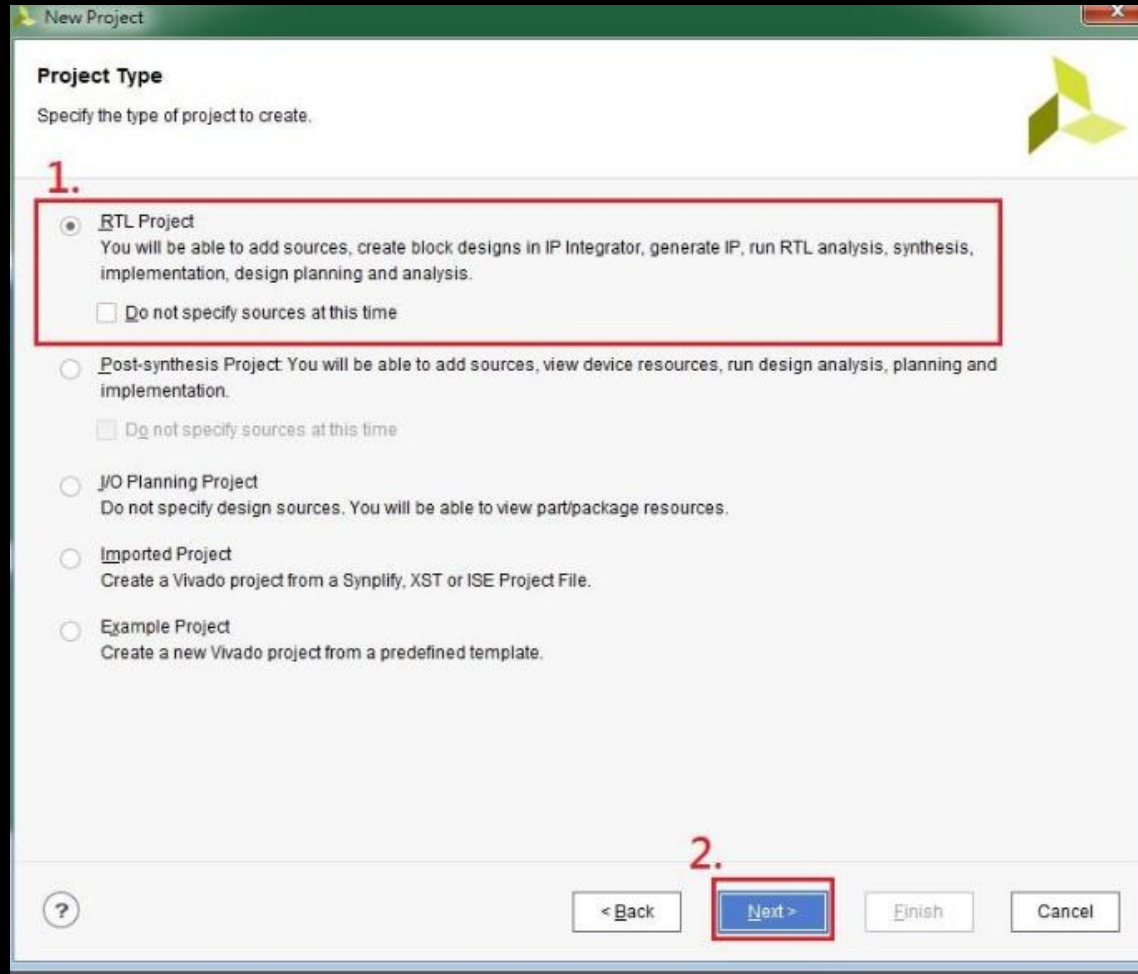 New Project
Project Type
Specify the type of project to create.
1.
RTL Project
You will be able to add sources, create block designs in IP Integrator, generate IP, run RTL analysis, synthesis,
implementation, design planning and analysis.
Do not specify sources at this time
Post-synthesis Project: You will be able to add sources, view device resources, run design analysis, planning and
implementation.
Do not specify sources at this time
I/O Planning Project
Do not specify design sources. You will be able to view part/package resources.
Imported Project
Create a Vivado project from a Synplify, XST or ISE Project File.
Example Project
Create a new Vivado project from a predefined template.
2.
?
< Back
Next >
Finish
Cancel